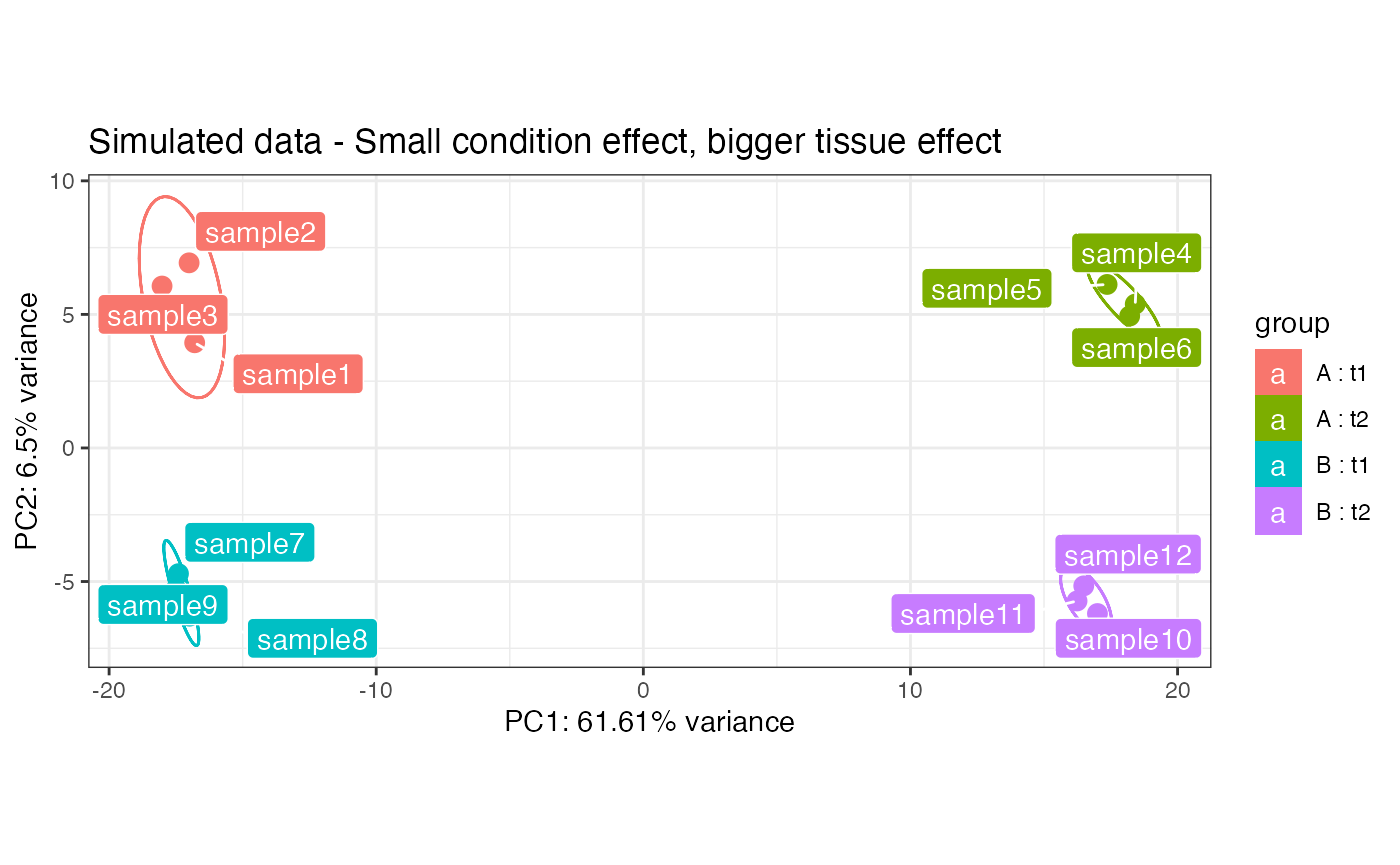 Simulated data - Small condition effect, bigger tissue effect
PC2: 6.5% variance
10
5
0
-5
sample2
sample3
sample1
sample4
sample5
sample6
sample7
sample9
sample8
sample12
sample11
sample10
-20
-10
0
10
20
PC1: 61.61% variance
group
a A : t1
a A : t2
a B : t1
a B : t2